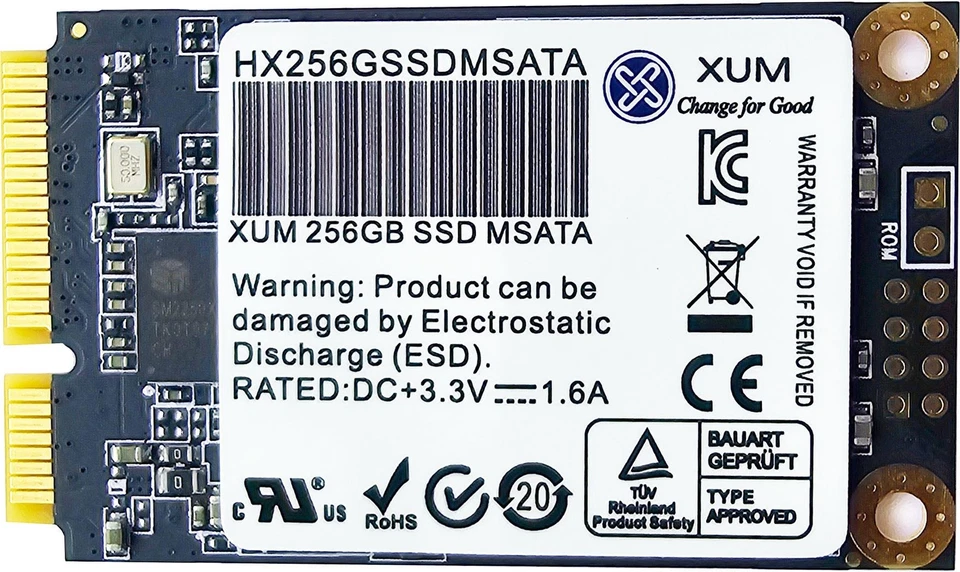 HX256GSSDMSATA
XUM
Change for Good
XUM 256GB SSD MSATA
Warning: Product can be
damaged by Electrostatic
Discharge (ESD).
RATED:DC+3.3V 1.6A
WARRANTY VOID IF REMOVED
ROM
CE
c RU ® US
RoHS
20
TÜV
Rheinland
Product Safety
BAUART
GEPRÜFT
TYPE
APPROVED